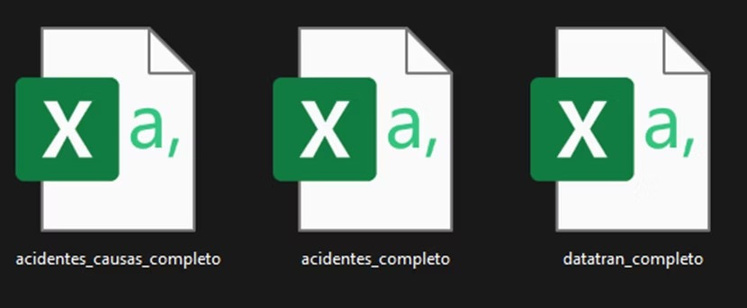 X a,
X a,
X a,
acidentes_causas_completo
acidentes_completo
datatran_completo